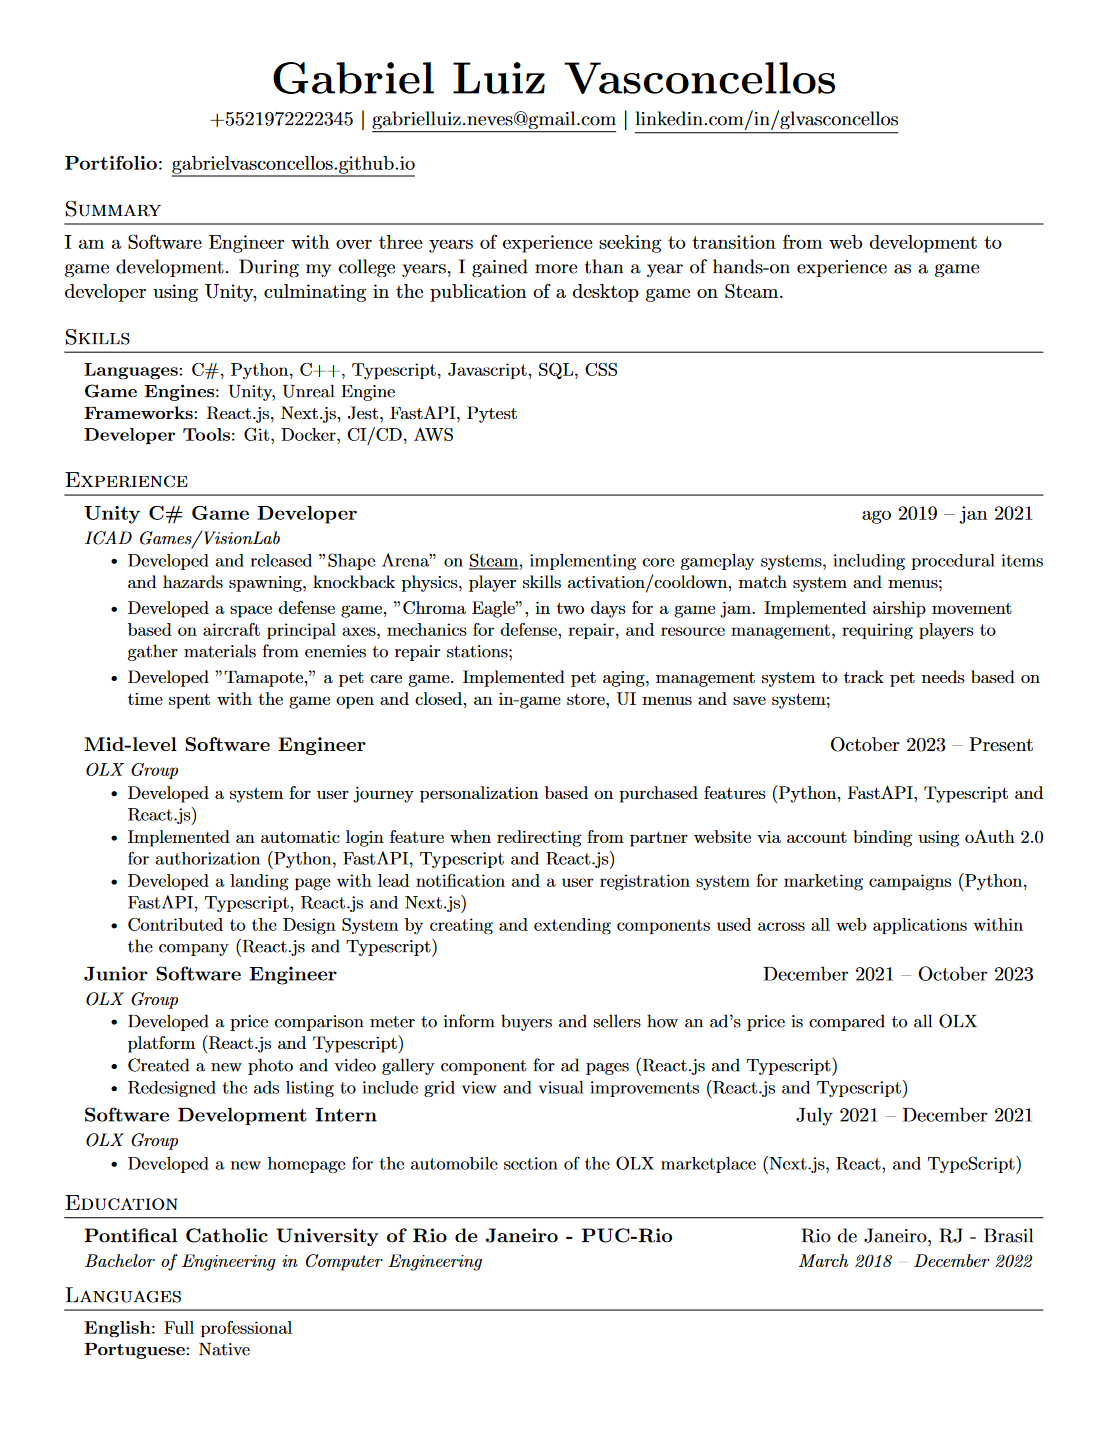 Gabriel Luiz Vasconcellos
+5521972222345 | gabrielluiz.neves@gmail.com | linkedin.com/in/glvasconcellos
Portifolio: gabrielvasconcellos.github.io
Summary
I am a Software Engineer with over three years of experience seeking to transition from web development to
game development. During my college years, I gained more than a year of hands-on experience as a game
developer using Unity, culminating in the publication of a desktop game on Steam.
Skills
Languages: C#, Python, C++, Typescript, Javascript, SQL, CSS
Game Engines: Unity, Unreal Engine
Frameworks: React.js, Next.js, Jest, FastAPI, Pytest
Developer Tools: Git, Docker, CI/CD, AWS
Experience
Unity C# Game Developer ago 2019 – jan 2021
ICAD Games/VisionLab
• Developed and released ”Shape Arena” on Steam, implementing core gameplay systems, including procedural items
and hazards spawning, knockback physics, player skills activation/cooldown, match system and menus;
• Developed a space defense game, ”Chroma Eagle”, in two days for a game jam. Implemented airship movement
based on aircraft principal axes, mechanics for defense, repair, and resource management, requiring players to
gather materials from enemies to repair stations;
• Developed ”Tamapote,” a pet care game. Implemented pet aging, management system to track pet needs based on
time spent with the game open and closed, an in-game store, UI menus and save system;
Mid-level Software Engineer October 2023 – Present
OLX Group
• Developed a system for user journey personalization based on purchased features (Python, FastAPI, Typescript and
React.js)
• Implemented an automatic login feature when redirecting from partner website via account binding using oAuth 2.0
for authorization (Python, FastAPI, Typescript and React.js)
• Developed a landing page with lead notification and a user registration system for marketing campaigns (Python,
FastAPI, Typescript, React.js and Next.js)
• Contributed to the Design System by creating and extending components used across all web applications within
the company (React.js and Typescript)
Junior Software Engineer December 2021 – October 2023
OLX Group
• Developed a price comparison meter to inform buyers and sellers how an ad’s price is compared to all OLX
platform (React.js and Typescript)
• Created a new photo and video gallery component for ad pages (React.js and Typescript)
• Redesigned the ads listing to include grid view and visual improvements (React.js and Typescript)
Software Development Intern July 2021 – December 2021
OLX Group
• Developed a new homepage for the automobile section of the OLX marketplace (Next.js, React, and TypeScript)
Education
Pontifical Catholic University of Rio de Janeiro - PUC-Rio Rio de Janeiro, RJ - Brasil
Bachelor of Engineering in Computer Engineering March 2018 – December 2022
Languages
English: Full professional
Portuguese: Native